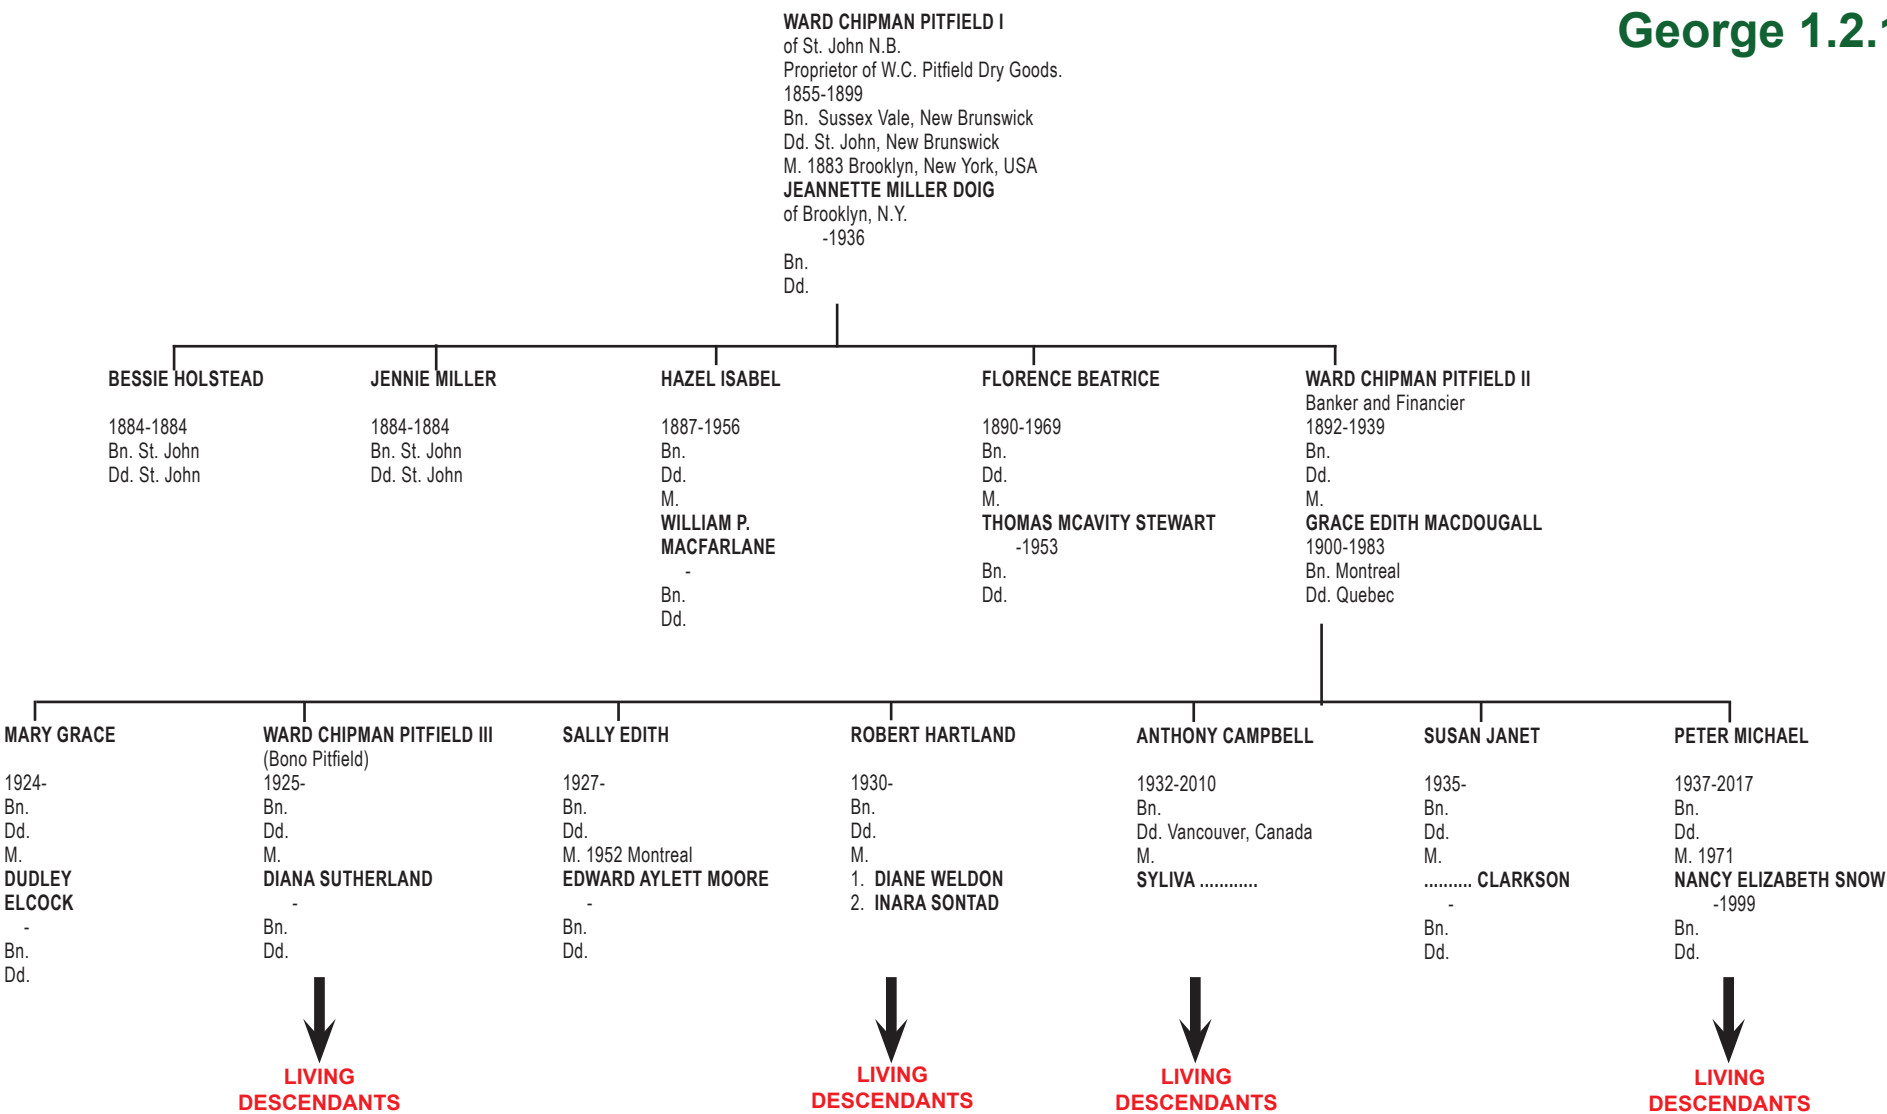 George 1.2.1
WARD CHIPMAN PITFIELD I
of St. John N.B.
Proprietor of W.C. Pitfield Dry Goods.
1855-1899
Bn. Sussex Vale, New Brunswick
Dd. St. John, New Brunswick
M. 1883 Brooklyn, New York, USA
JEANNETTE MILLER DOIG
of Brooklyn, N.Y.
-1936
Bn.
Dd.
BESSIE HOLSTEAD
1884-1884
Bn. St. John
Dd. St. John
JENNIE MILLER
1884-1884
Bn. St. John
Dd. St. John
HAZEL ISABEL
1887-1956
Bn.
Dd.
M.
WILLIAM P.
MACFARLANE
-
Bn.
Dd.
FLORENCE BEATRICE
1890-1969
Bn.
Dd.
M.
THOMAS MCAVITY STEWART
-1953
Bn.
Dd.
WARD CHIPMAN PITFIELD II
Banker and Financier
1892-1939
Bn.
Dd.
M.
GRACE EDITH MACDOUGALL
1900-1983
Bn. Montreal
Dd. Quebec
MARY GRACE
1924-
Bn.
Dd.
M.
DUDLEY
ELCOCK
-
Bn.
Dd.
WARD CHIPMAN PITFIELD III
(Bono Pitfield)
1925-
Bn.
Dd.
M.
DIANA SUTHERLAND
-
Bn.
Dd.
LIVING
DESCENDANTS
SALLY EDITH
1927-
Bn.
Dd.
M. 1952 Montreal
EDWARD AYLETT MOORE
-
Bn.
Dd.
ROBERT HARTLAND
1930-
Bn.
Dd.
M.
1. DIANE WELDON
2. INARA SONTAD
LIVING
DESCENDANTS
ANTHONY CAMPBELL
1932-2010
Bn.
Dd. Vancouver, Canada
M.
SYLIVA ............
LIVING
DESCENDANTS
SUSAN JANET
1935-
Bn.
Dd.
M.
.......... CLARKSON
-
Bn.
Dd.
PETER MICHAEL
1937-2017
Bn.
Dd.
M. 1971
NANCY ELIZABETH SNOW
-1999
Bn.
Dd.
LIVING
DESCENDANTS